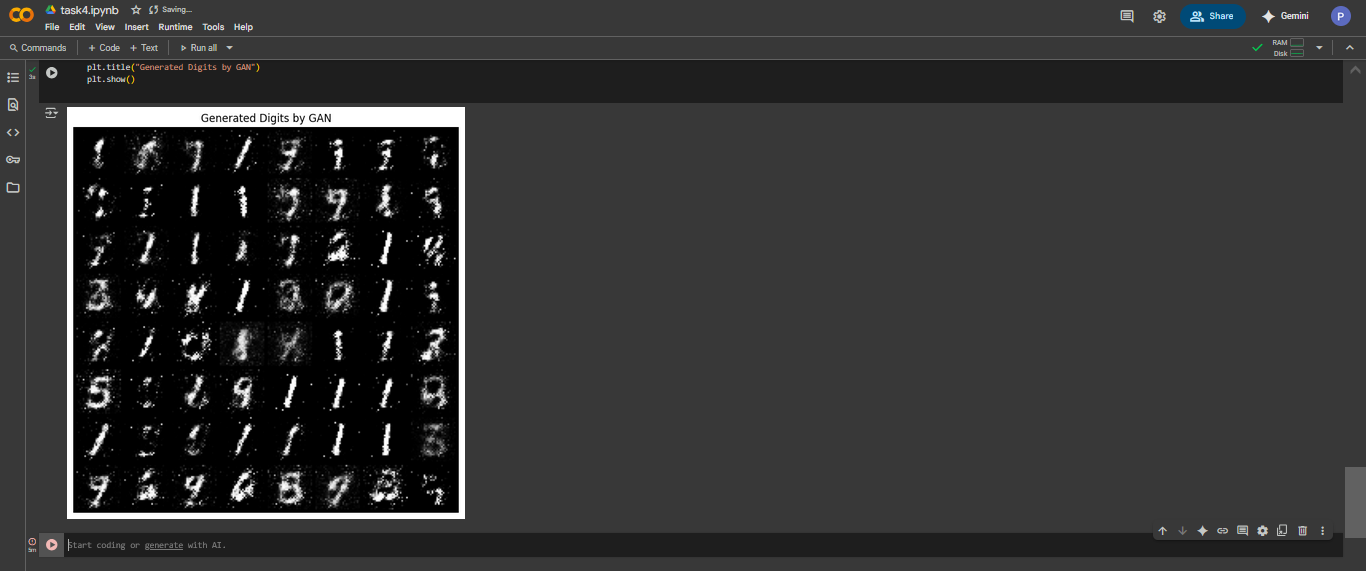 task4.ipynb Saving...
File Edit View Insert Runtime Tools Help
Share Gemini P
Commands + Code + Text Run all RAM
Disk
3s
plt.title("Generated Digits by GAN")
plt.show()
Generated Digits by GAN
5m
Start coding or generate with AI.